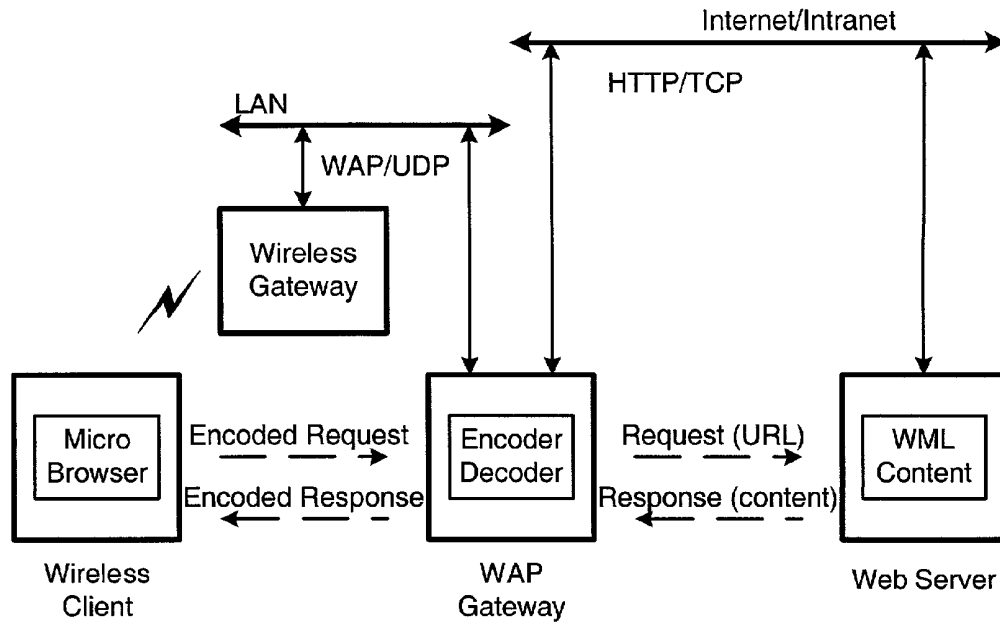 Internet/Intranet
HTTP/TCP
LAN
WAP/UDP
Wireless
Gateway
Micro
Browser
Encoded Request
Encoded Response
Encoder
Decoder
Request (URL)
Response (content)
WML
Content
Wireless
Client
WAP
Gateway
Web Server